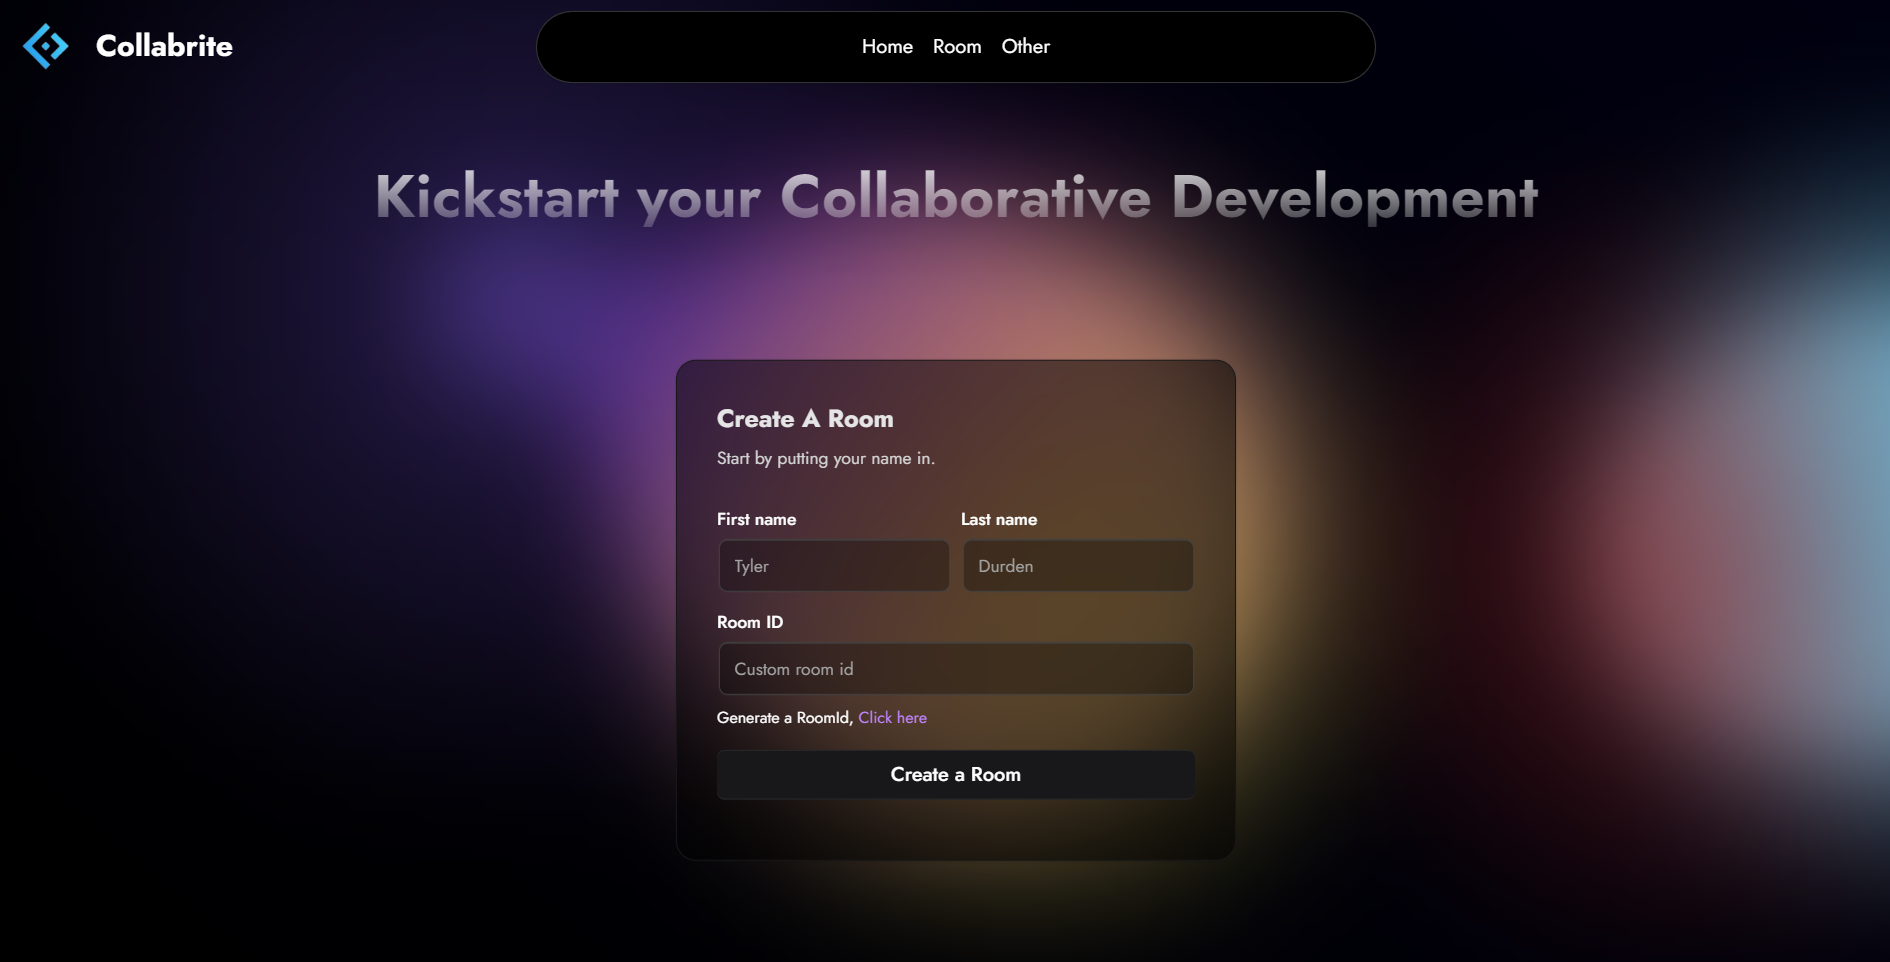 Collabrite
Home Room Other
Kickstart your Collaborative Development
Create A Room
Start by putting your name in.
First name Last name
Tyler Durden
Room ID
Custom room id
Generate a RoomId, Click here
Create a Room